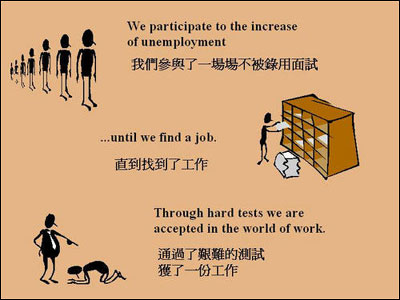 We participate to the increase
of unemployment
我們參與了一場場不被錄用面試
...until we find a job.
直到找到了工作
Through hard tests we are
accepted in the world of work.
通過了艱難的測試
獲了一份工作